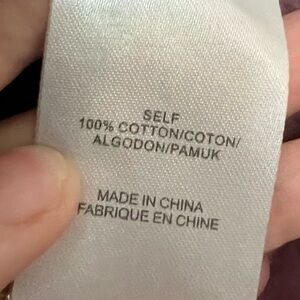 SELF
100% COTTON/COTON/
ALGODON/PAMUK
MADE IN CHINA
FABRIQUE EN CHINE